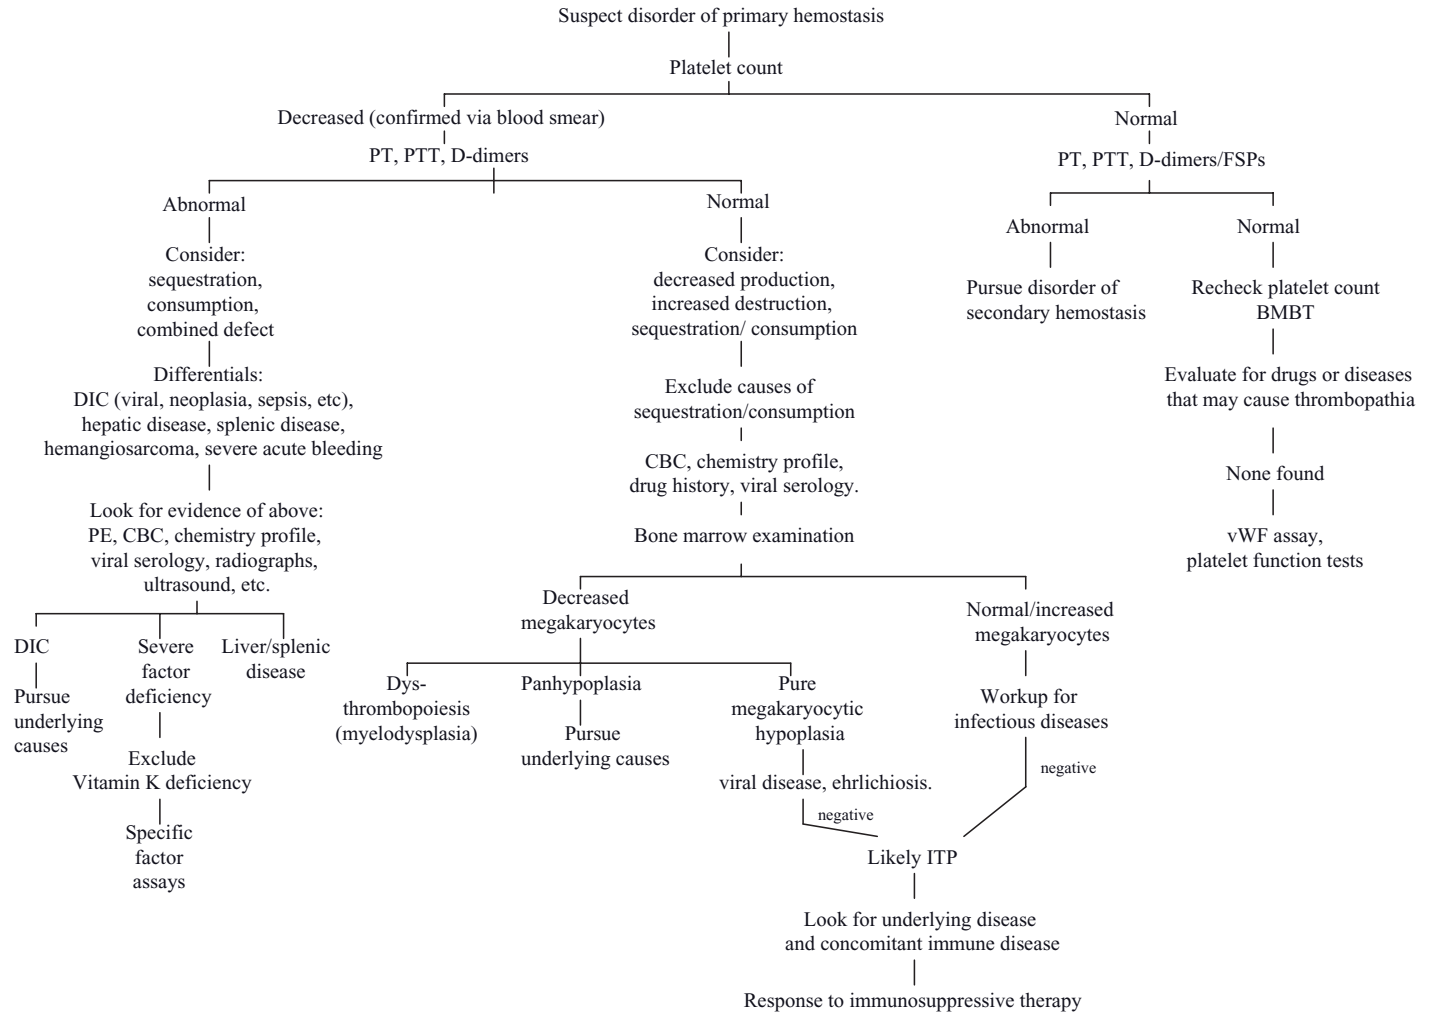 Suspect disorder of primary hemostasis
Platelet count
Decreased (confirmed via blood smear)
PT, PTT, D-dimers
Abnormal
Consider:
sequestration,
consumption,
combined defect
Differentials:
DIC (viral, neoplasia, sepsis, etc),
hepatic disease, splenic disease,
hemangiosarcoma, severe acute bleeding
Look for evidence of above:
PE, CBC, chemistry profile,
viral serology, radiographs,
ultrasound, etc.
DIC
Pursue
underlying
causes
Severe
factor
deficiency
Exclude
Vitamin K deficiency
Specific
factor
assays
Liver/splenic
disease
Normal
Consider:
decreased production,
increased destruction,
sequestration/ consumption
Exclude causes of
sequestration/consumption
CBC, chemistry profile,
drug history, viral serology.
Bone marrow examination
Decreased
megakaryocytes
Dys-
thrombopoiesis
(myelodysplasia)
Panhypoplasia
Pursue
underlying causes
Pure
megakaryocytic
hypoplasia
viral disease, ehrlichiosis.
negative
Normal/increased
megakaryocytes
Workup for
infectious diseases
negative
Likely ITP
Look for underlying disease
and concomitant immune disease
Response to immunosuppressive therapy
Normal
PT, PTT, D-dimers/FSPs
Abnormal
Pursue disorder of
secondary hemostasis
Normal
Recheck platelet count
BMBT
Evaluate for drugs or diseases
that may cause thrombopathia
None found
vWF assay,
platelet function tests